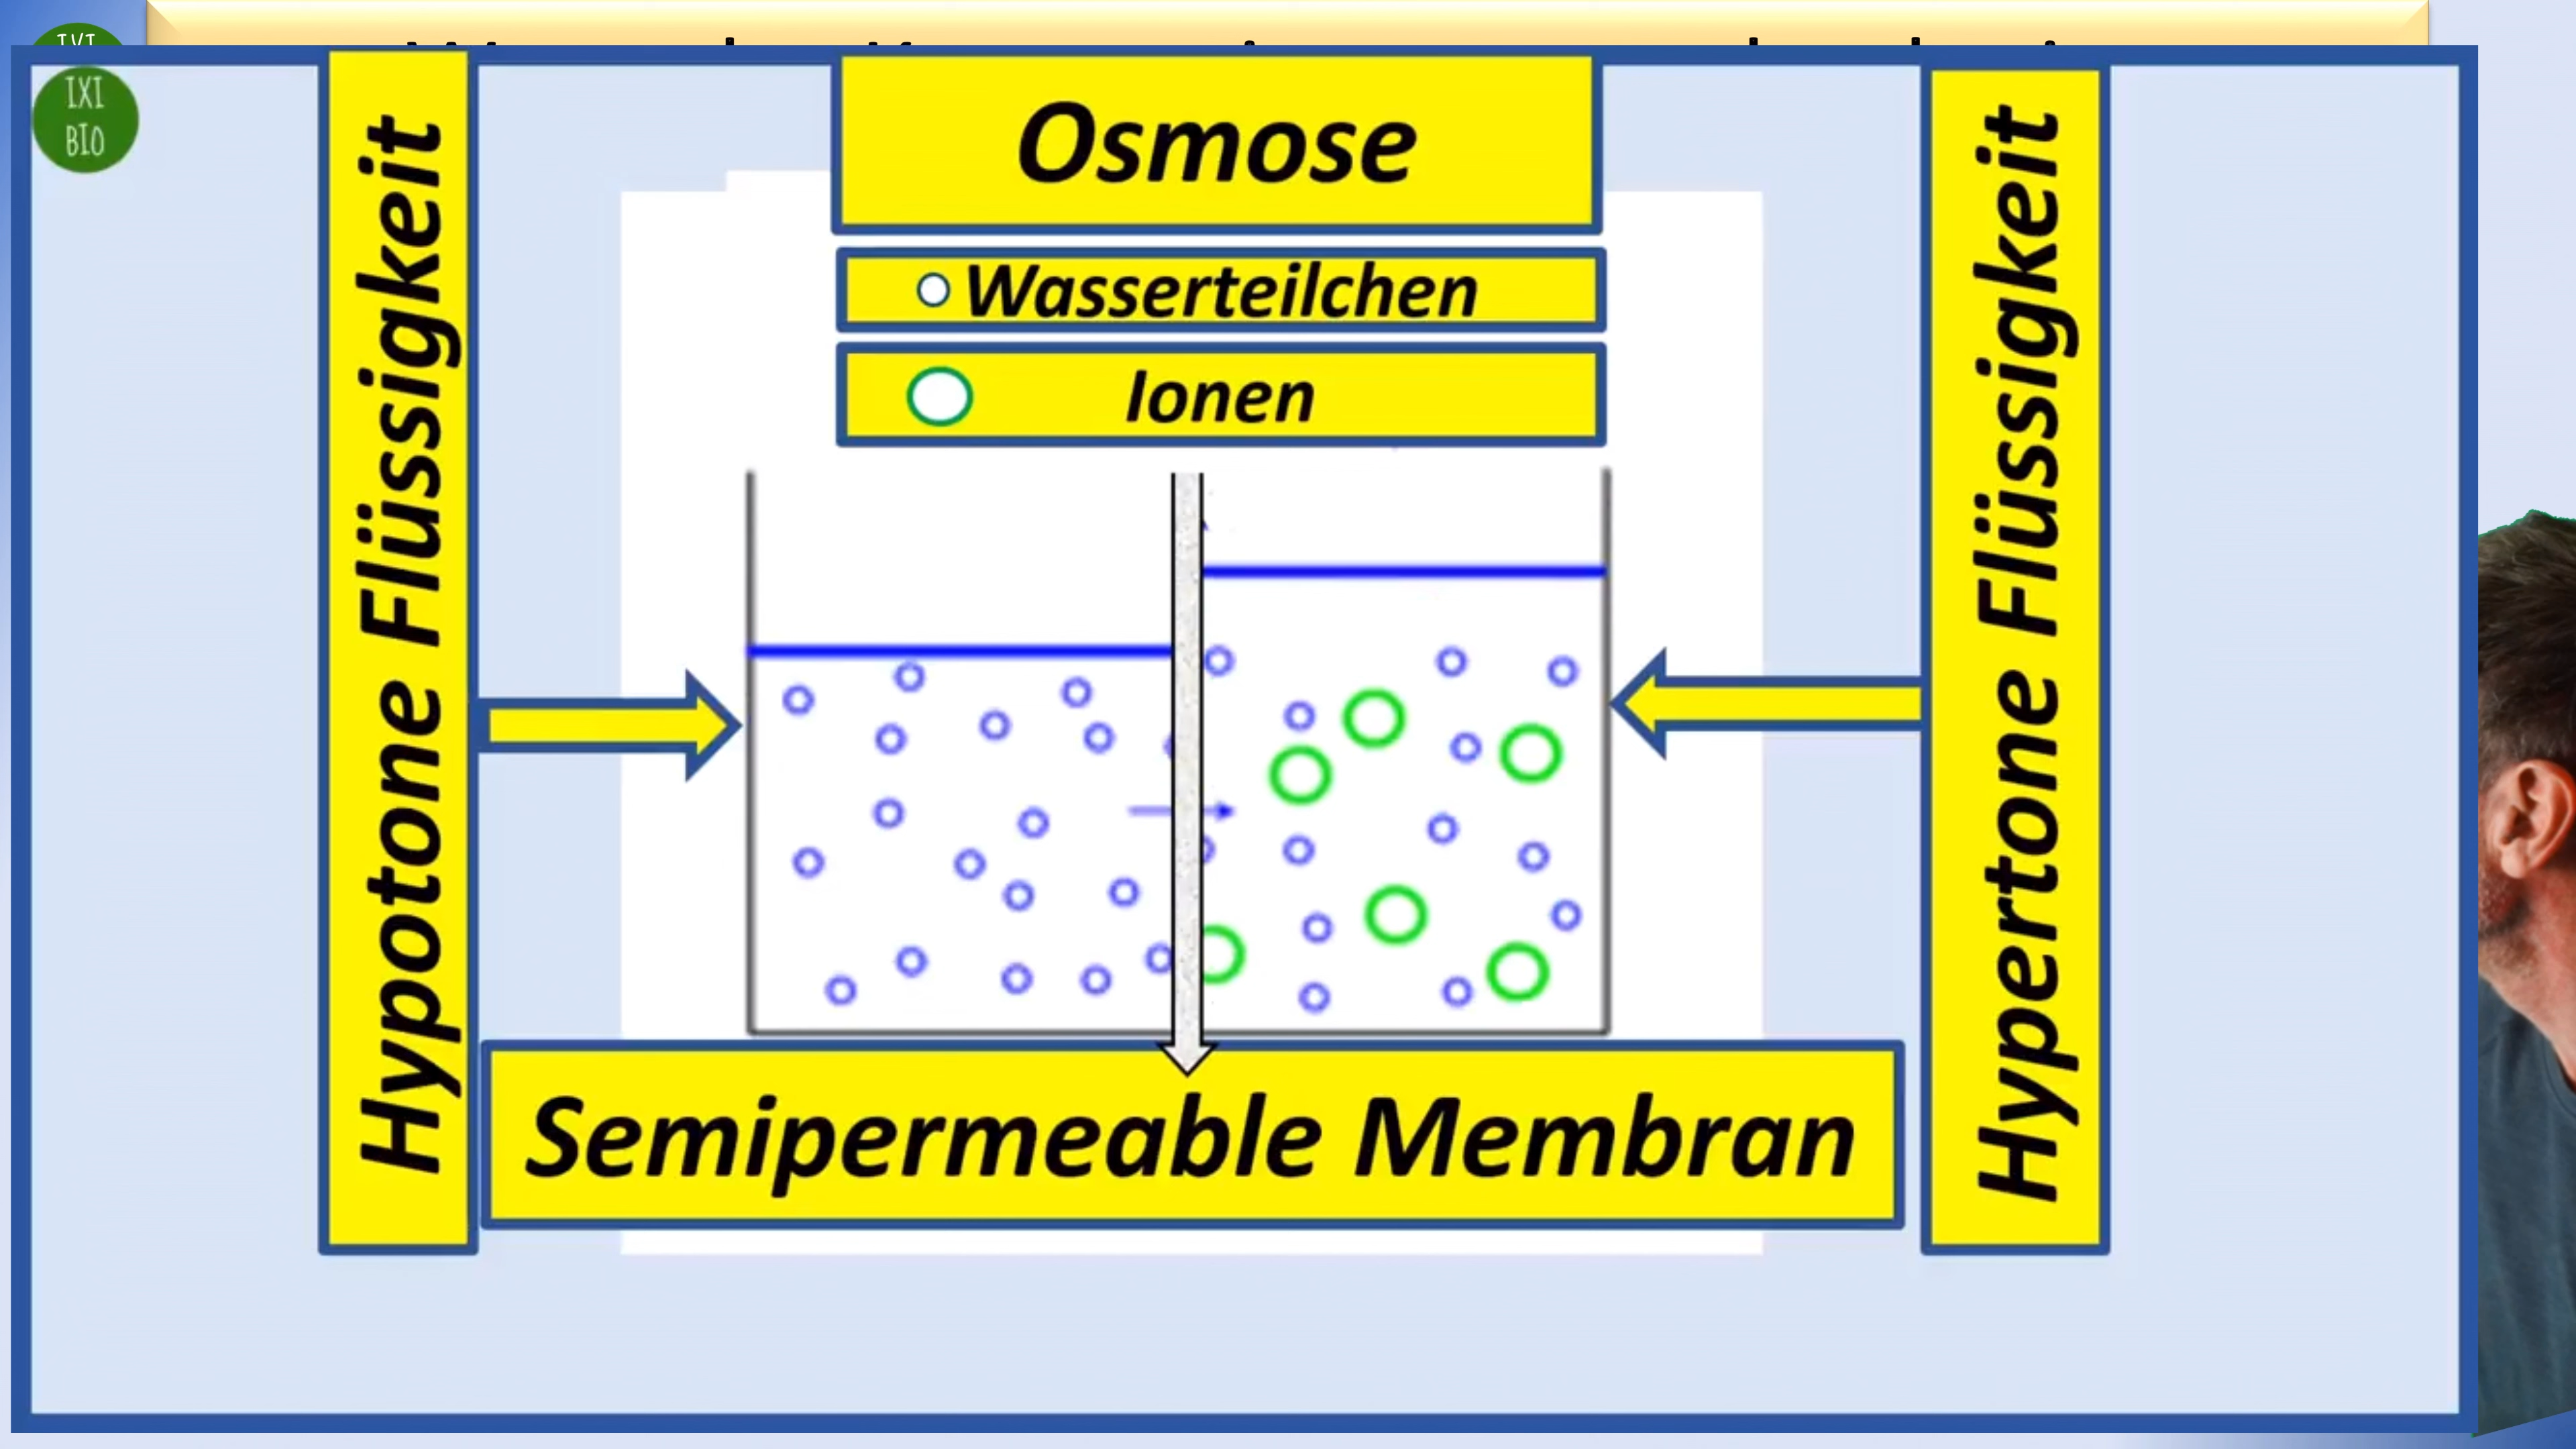 IXI
BIO
Osmose
Wasserteilchen
Ionen
Hypotone Flüssigkeit
Hypertone Flüssigkeit
Semipermeable Membran